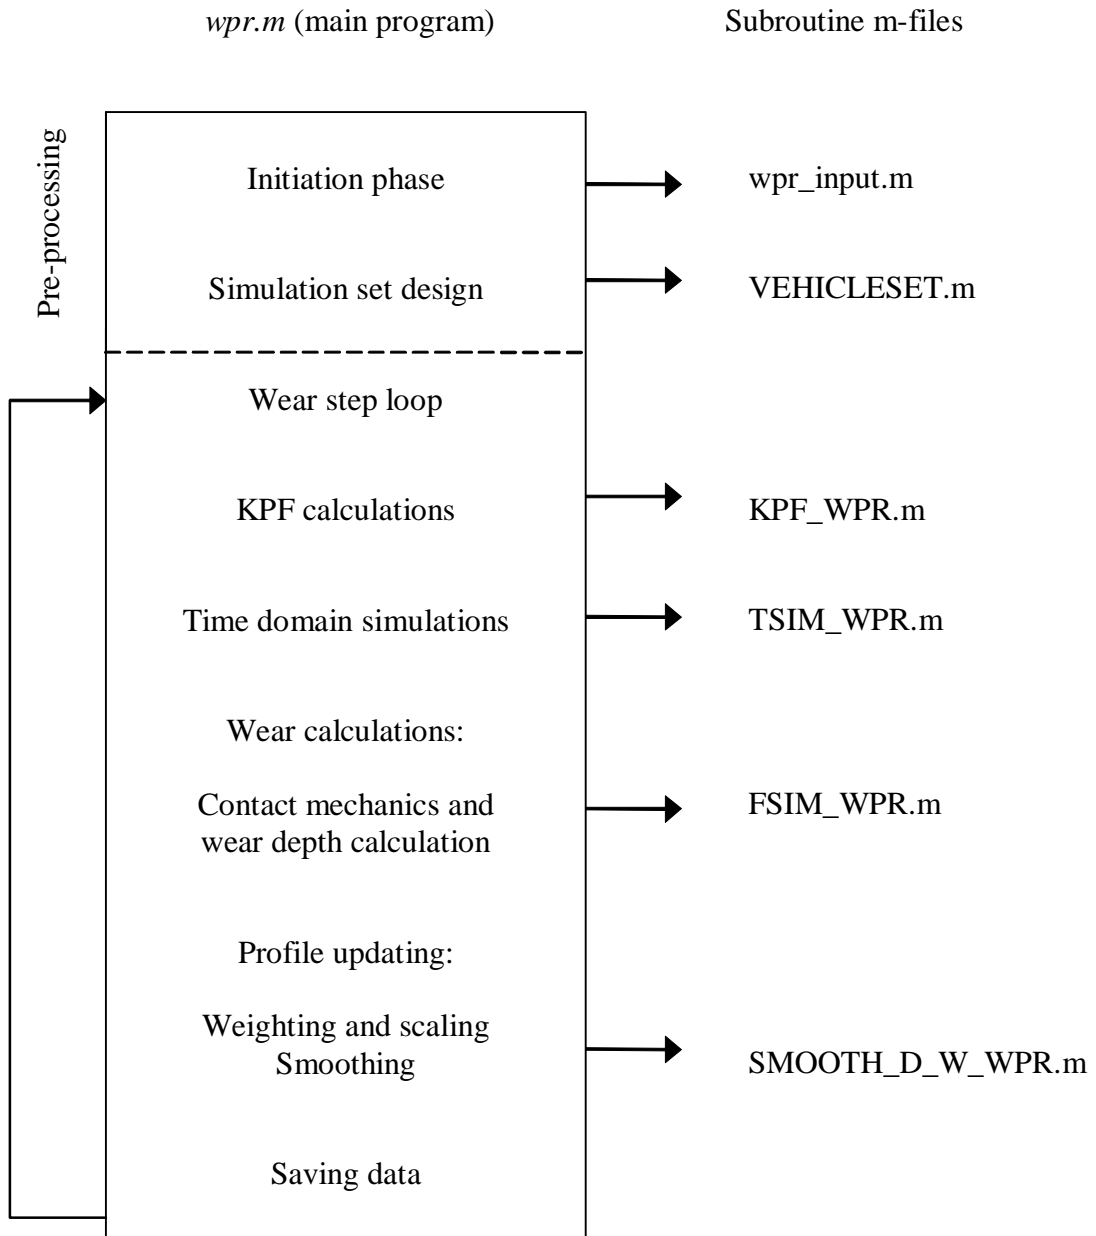 wpr.m (main program)
Subroutine m-files
Pre-processing
Initiation phase
wpr_input.m
Simulation set design
VEHICLESET.m
Wear step loop
KPF calculations
KPF_WPR.m
Time domain simulations
TSIM_WPR.m
Wear calculations:
Contact mechanics and
wear depth calculation
FSIM_WPR.m
Profile updating:
Weighting and scaling
Smoothing
SMOOTH_D_W_WPR.m
Saving data